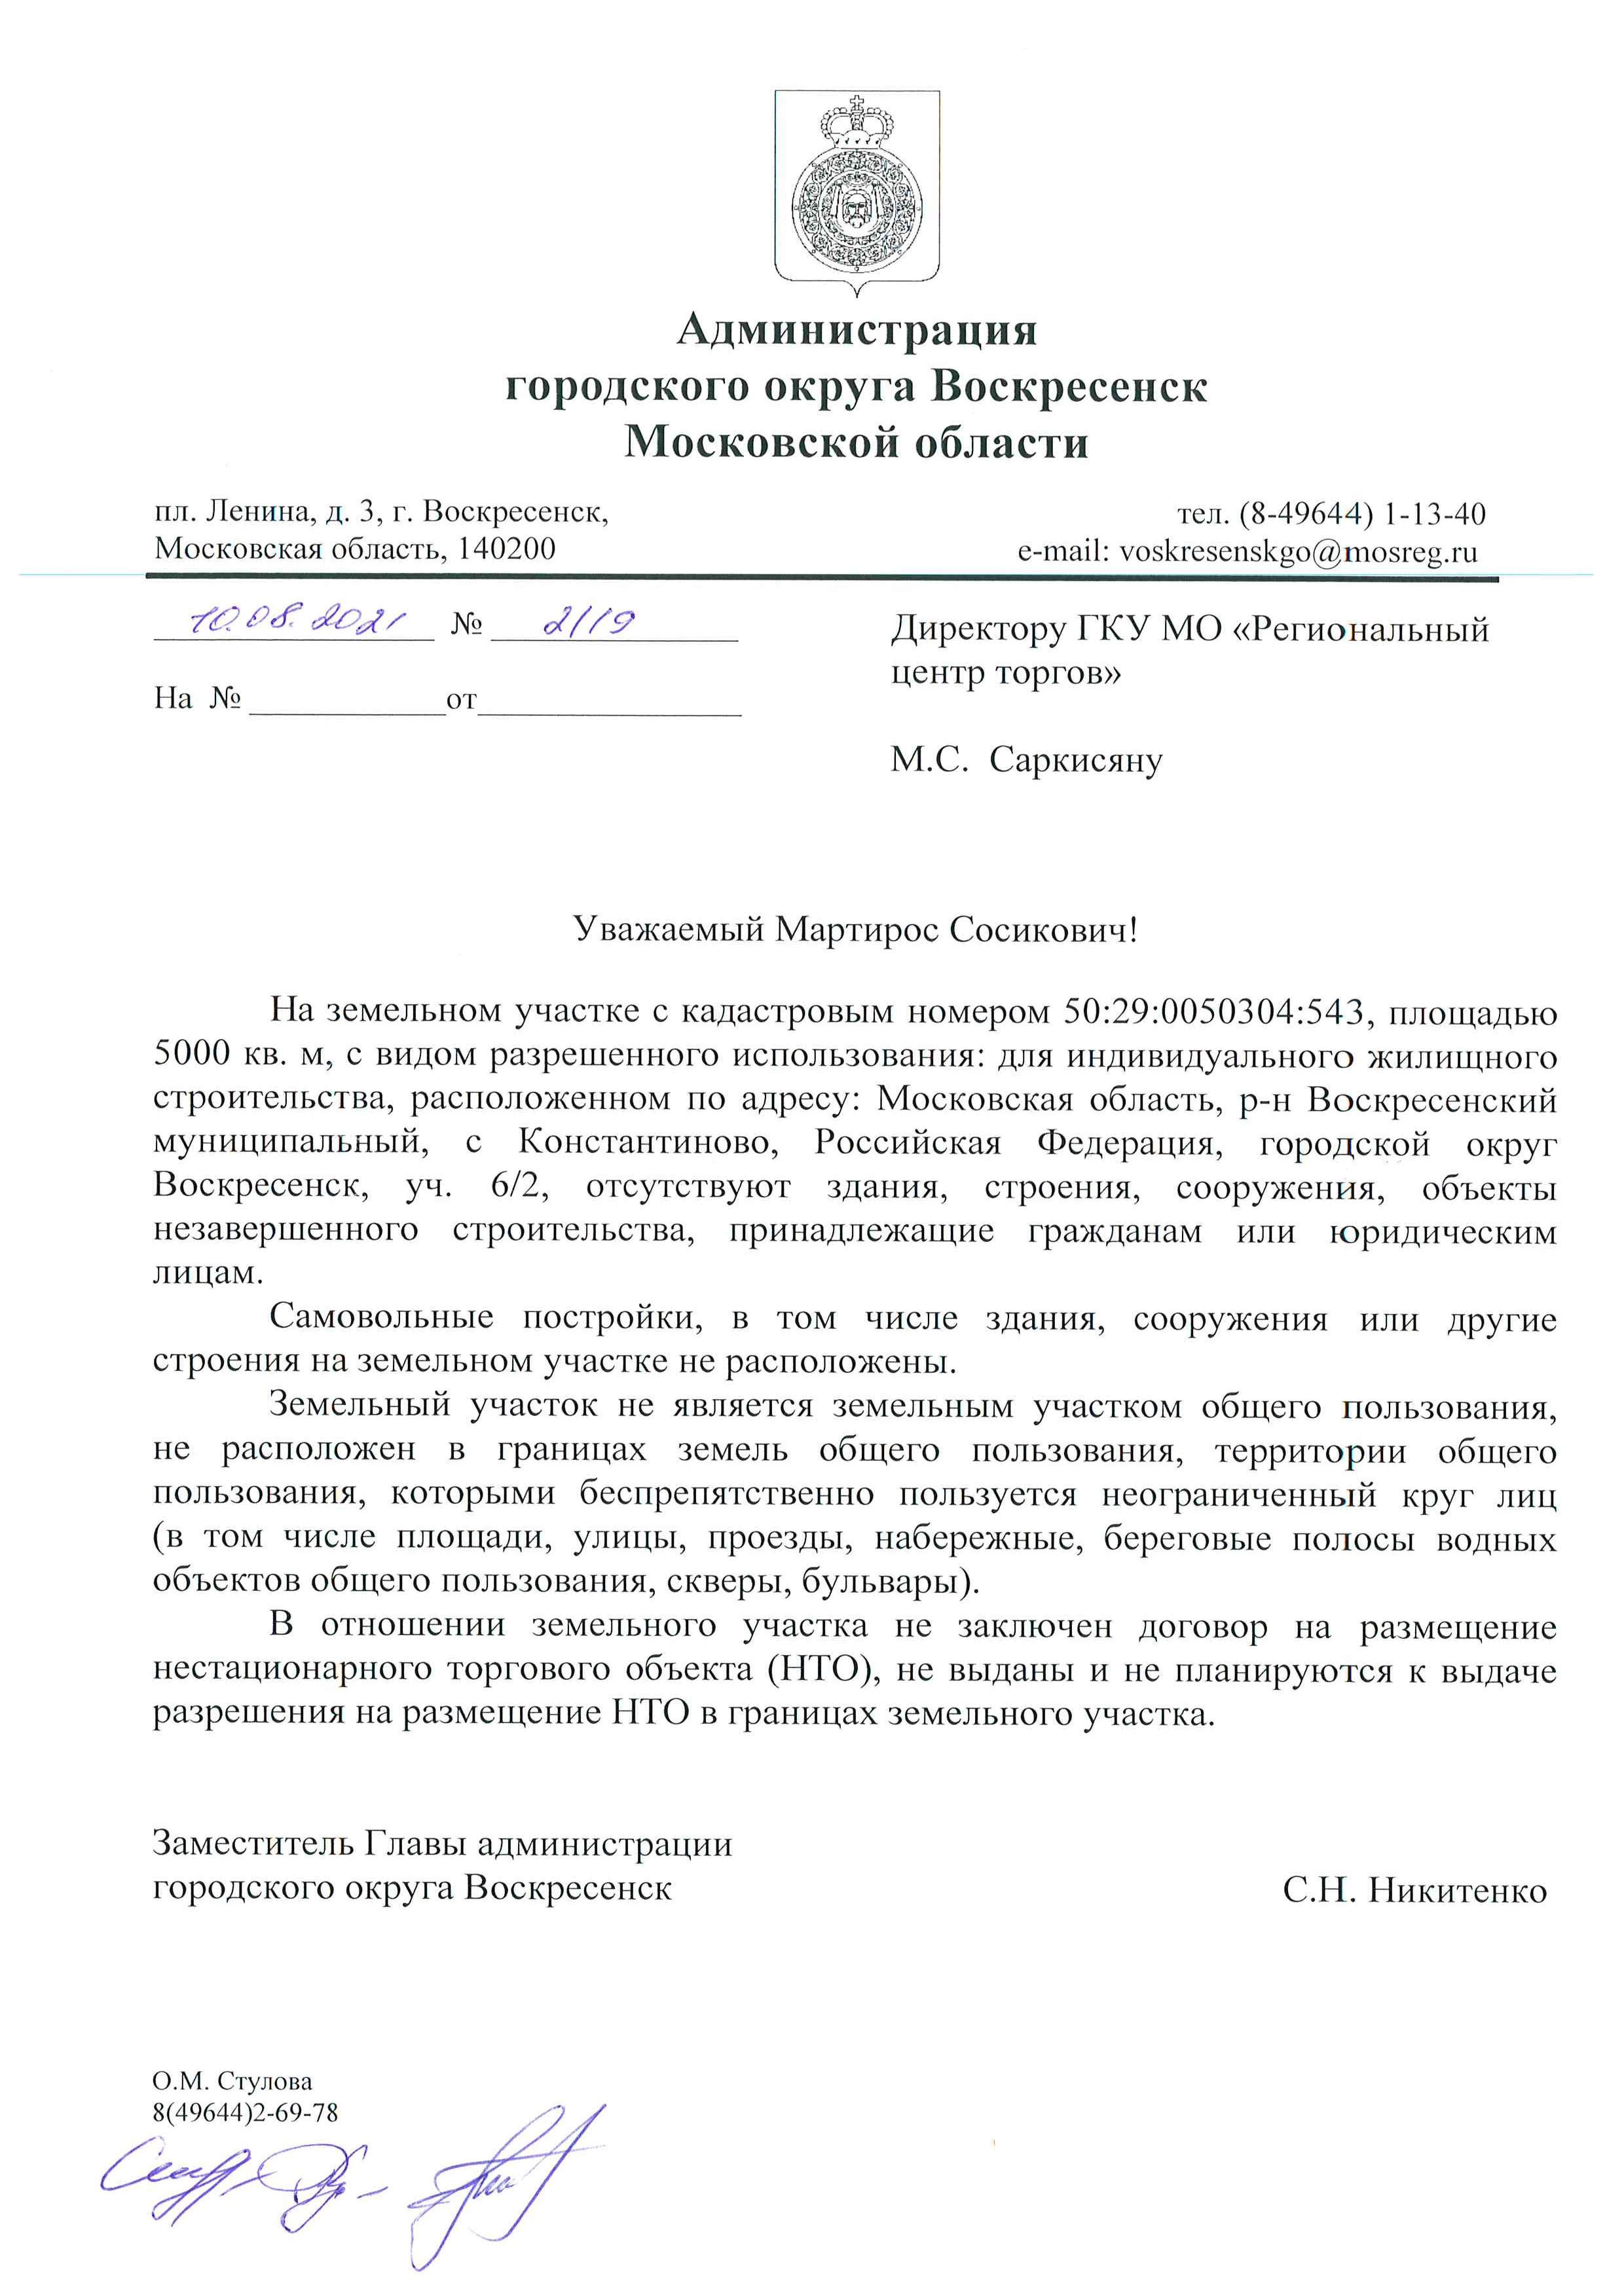 Администрация
городского округа Воскресенск
Московской области
пл. Ленина, д. 3, г. Воскресенск,
Московская область, 140200
тел. (8-49644) 1-13-40
e-mail: voskresenskgo@mosreg.ru
10.08.2021 № 2119
На № от
Директору ГКУ МО «Региональный
центр торгов»
М.С. Саркисяну
Уважаемый Мартирос Сосикович!
На земельном участке с кадастровым номером 50:29:0050304:543, площадью
5000 кв. м, с видом разрешенного использования: для индивидуального жилищного
строительства, расположенном по адресу: Московская область, р-н Воскресенский
муниципальный, с Константиново, Российская Федерация, городской округ
Воскресенск, уч. 6/2, отсутствуют здания, строения, сооружения, объекты
незавершенного строительства, принадлежащие гражданам или юридическим
лицам.
Самовольные постройки, в том числе здания, сооружения или другие
строения на земельном участке не расположены.
Земельный участок не является земельным участком общего пользования,
не расположен в границах земель общего пользования, территории общего
пользования, которыми беспрепятственно пользуется неограниченный круг лиц
(в том числе площади, улицы, проезды, набережные, береговые полосы водных
объектов общего пользования, скверы, бульвары).
В отношении земельного участка не заключен договор на размещение
нестационарного торгового объекта (НТО), не выданы и не планируются к выдаче
разрешения на размещение НТО в границах земельного участка.
Заместитель Главы администрации
городского округа Воскресенск
С.Н. Никитенко
О.М. Стулова
8(49644)2-69-78